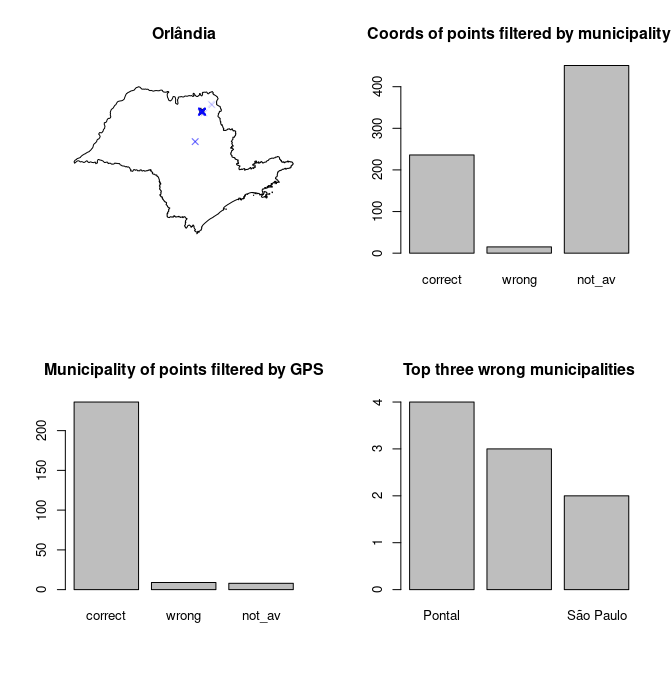 Orlândia
Coords of points filtered by municipality
400
300
200
100
0
correct wrong not_av
Municipality of points filtered by GPS
200
150
100
50
0
correct wrong not_av
Top three wrong municipalities
4
3
2
1
0
Pontal São Paulo